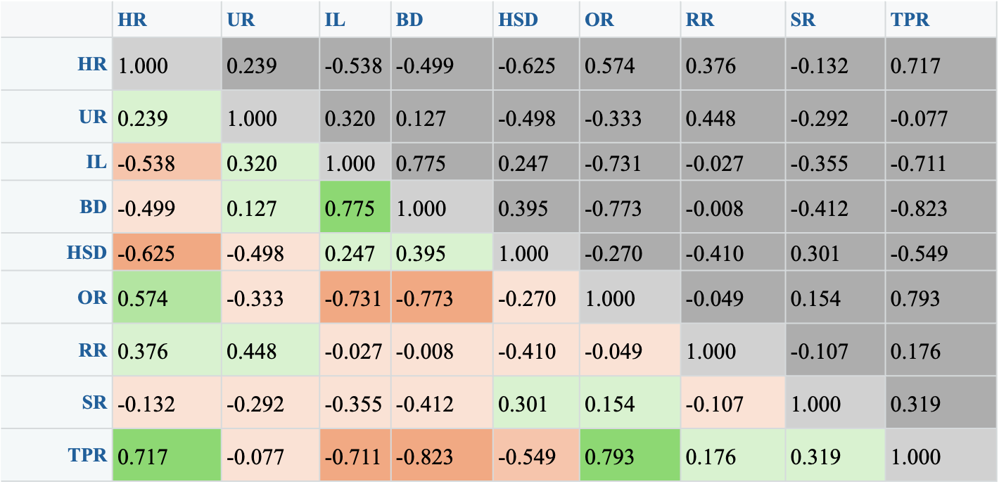 HR UR IL BD HSD OR RR SR TPR
HR 1.000 0.239 -0.538 -0.499 -0.625 0.574 0.376 -0.132 0.717
UR 0.239 1.000 0.320 0.127 -0.498 -0.333 0.448 -0.292 -0.077
IL -0.538 0.320 1.000 0.775 0.247 -0.731 -0.027 -0.355 -0.711
BD -0.499 0.127 0.775 1.000 0.395 -0.773 -0.008 -0.412 -0.823
HSD -0.625 -0.498 0.247 0.395 1.000 -0.270 -0.410 0.301 -0.549
OR 0.574 -0.333 -0.731 -0.773 -0.270 1.000 -0.049 0.154 0.793
RR 0.376 0.448 -0.027 -0.008 -0.410 -0.049 1.000 -0.107 0.176
SR -0.132 -0.292 -0.355 -0.412 0.301 0.154 -0.107 1.000 0.319
TPR 0.717 -0.077 -0.711 -0.823 -0.549 0.793 0.176 0.319 1.000